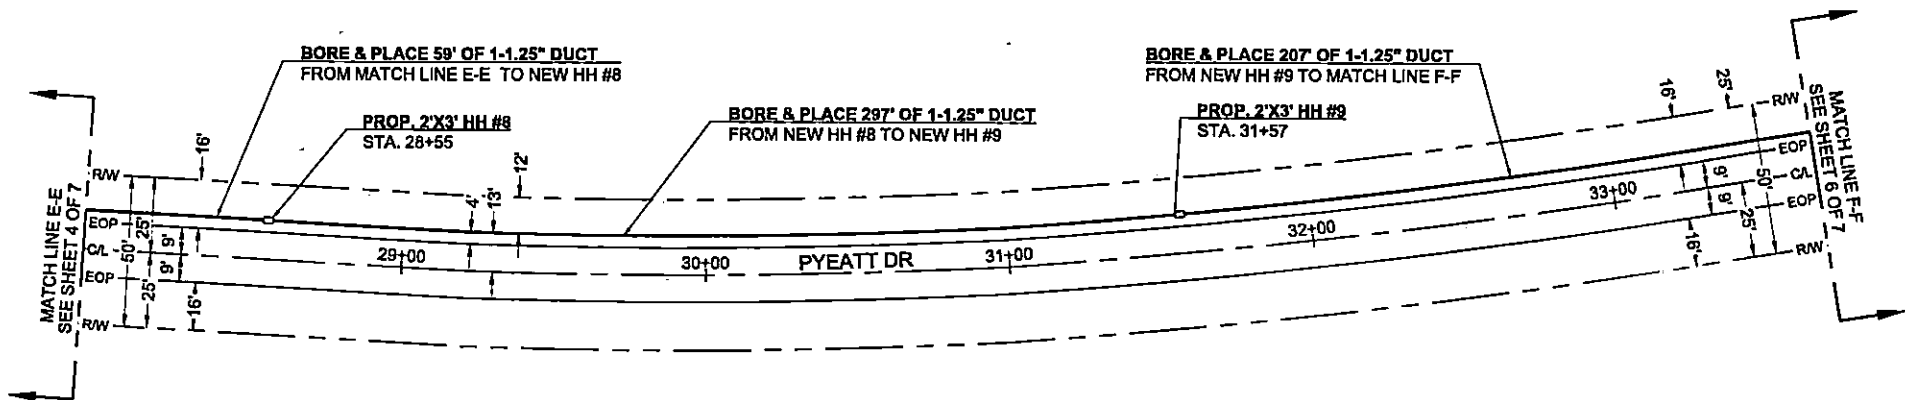 BORE & PLACE 59' OF 1-1.25" DUCT
FROM MATCH LINE E-E TO NEW HH #8
PROP. 2'X3' HH #8
STA. 28+55
BORE & PLACE 297' OF 1-1.25" DUCT
FROM NEW HH #8 TO NEW HH #9
BORE & PLACE 207' OF 1-1.25" DUCT
FROM NEW HH #9 TO MATCH LINE F-F
PROP. 2'X3' HH #9
STA. 31+57
MATCH LINE E-E
SEE SHEET 4 OF 7
R/W
EOP
C/L
EOP
R/W
50'
25'
25'
9'
9'
16'
16'
4'
13'
12'
29+00
30+00
PYEATT DR
31+00
32+00
33+00
16'
25'
R/W
EOP
C/L
EOP
R/W
9'
9'
50'
25'
16'
MATCH LINE F-F
SEE SHEET 6 OF 7